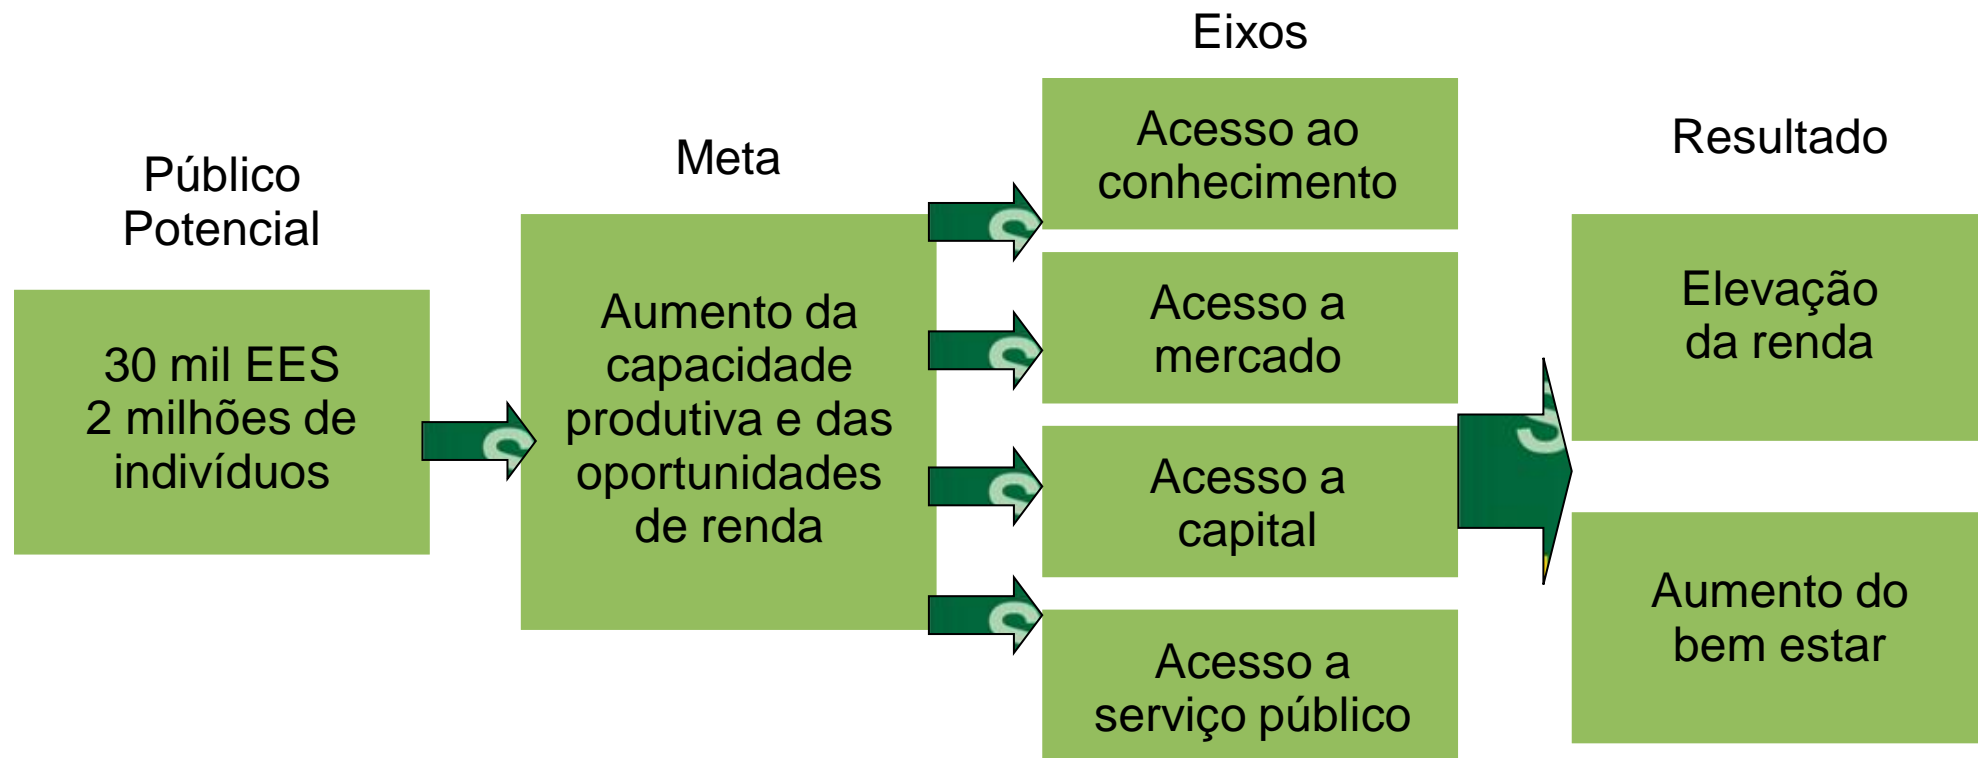 Público
Potencial
30 mil EES
2 milhões de
indivíduos
Meta
Aumento da
capacidade
produtiva e das
oportunidades
de renda
Eixos
Acesso ao
conhecimento
Acesso a
mercado
Acesso a
capital
Acesso a
serviço público
Resultado
Elevação
da renda
Aumento do
bem estar